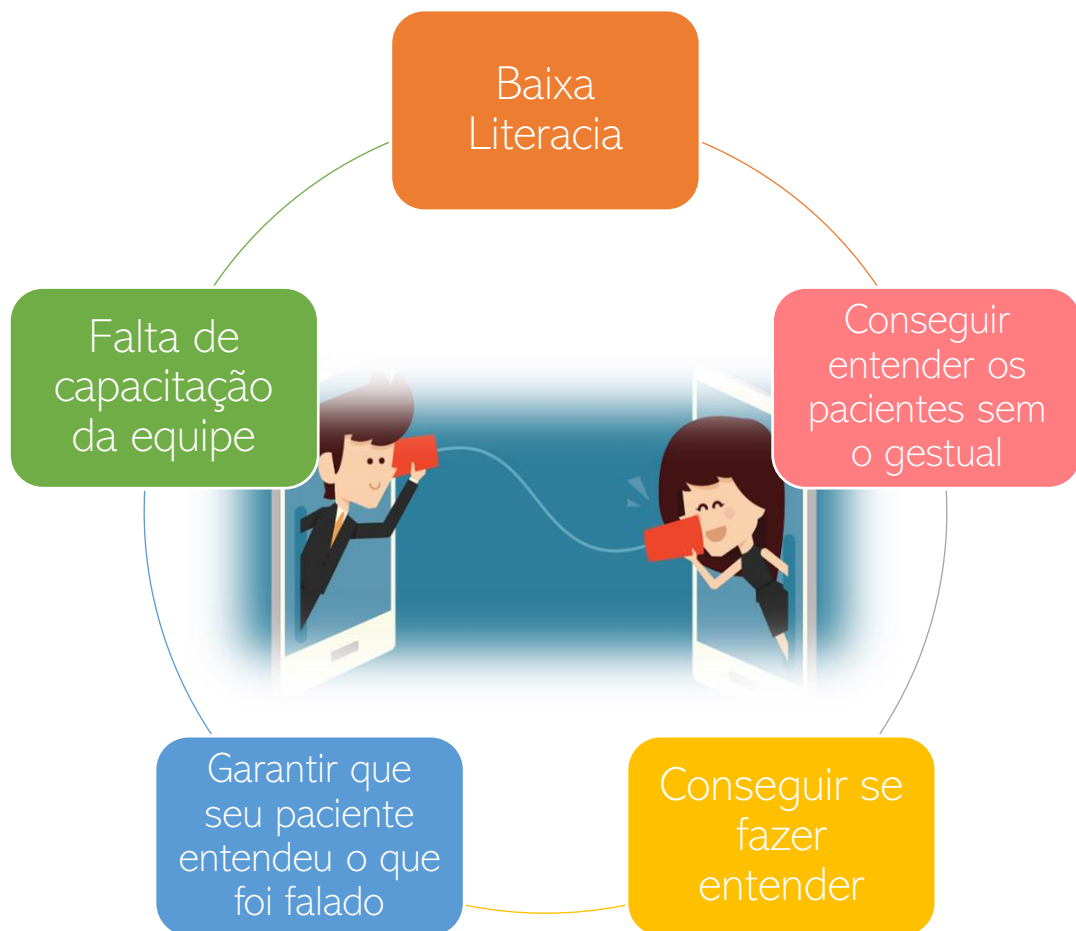 Baixa
Literacia
Conseguir
entender os
pacientes sem
o gestual
Conseguir se
fazer
entender
Garantir que
seu paciente
entendeu o que
foi falado
Falta de
capacitação
da equipe